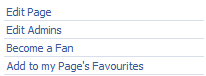 Edit Page
Edit Admins
Become a Fan
Add to my Page's Favourites